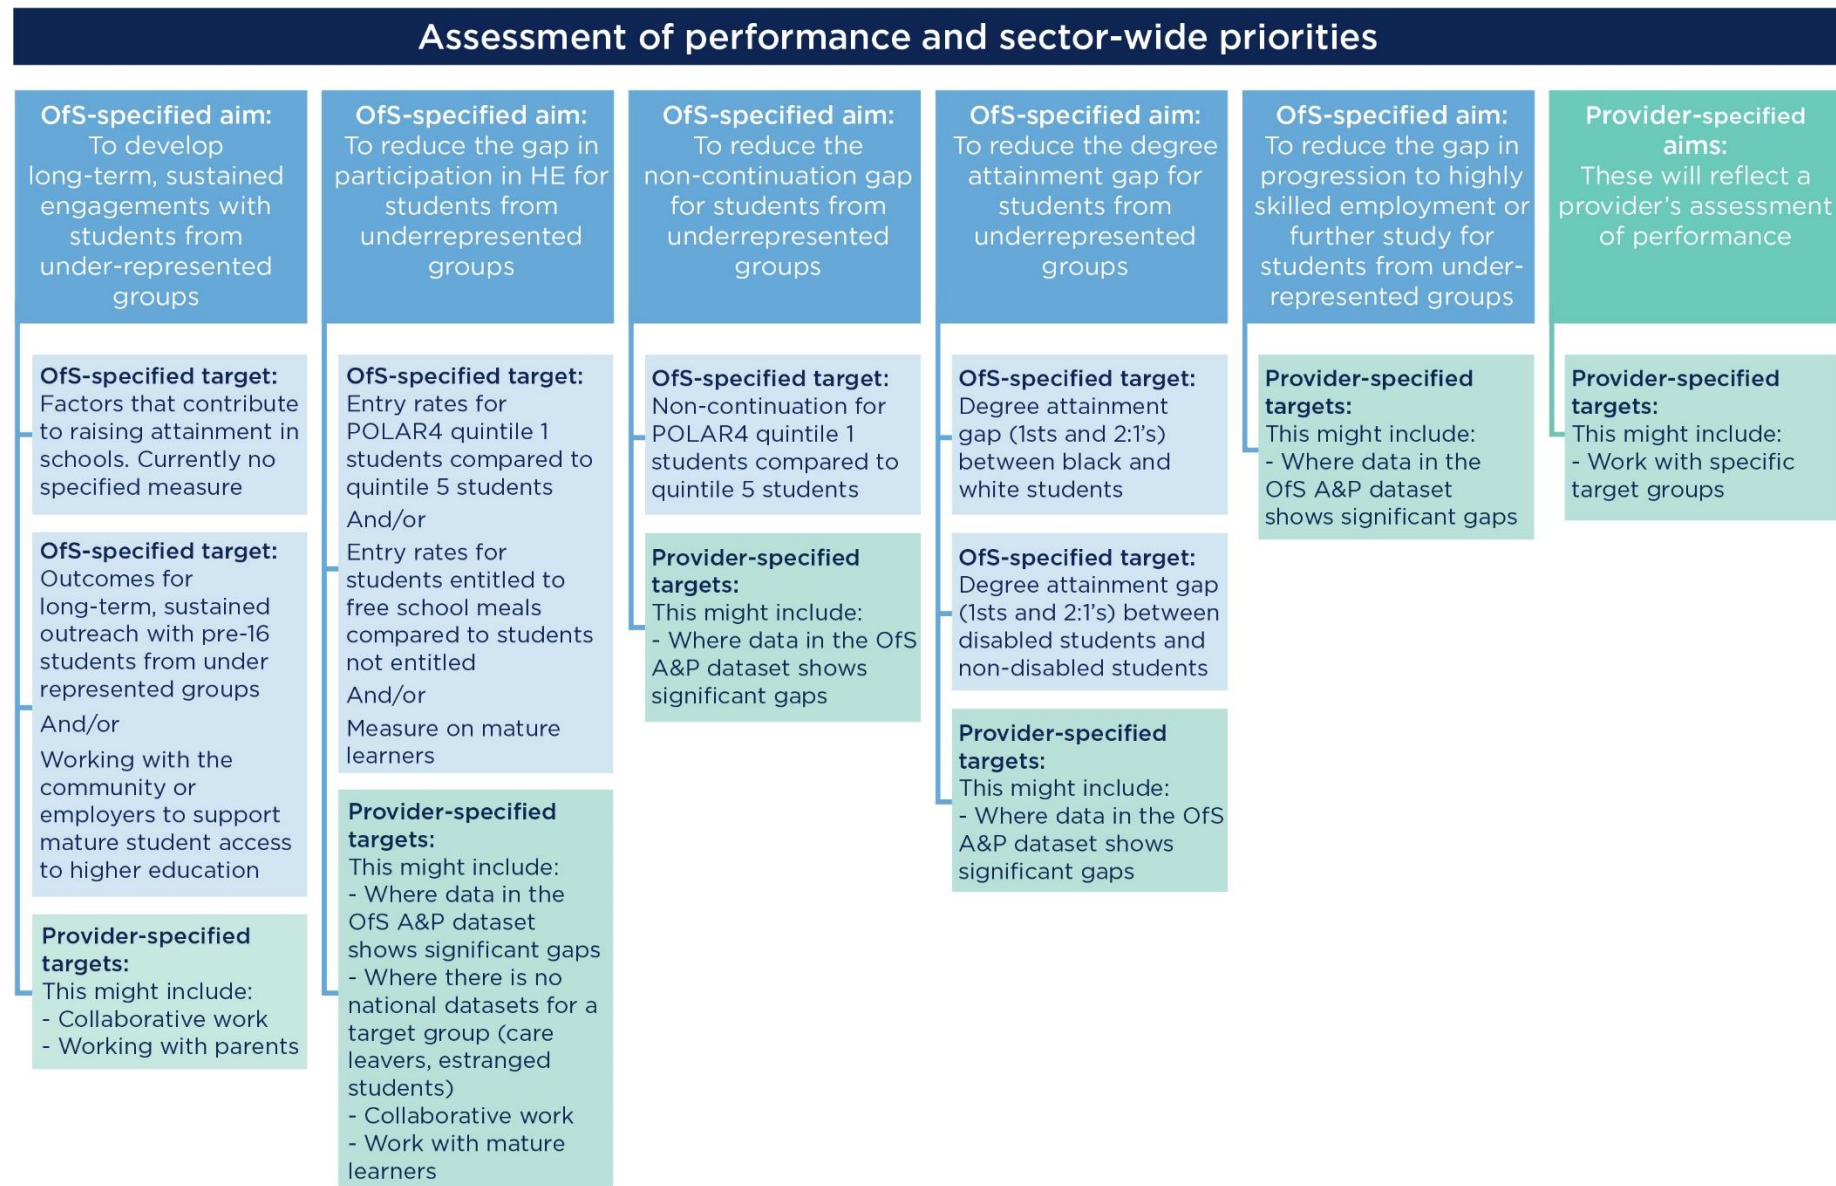 Assessment of performance and sector-wide priorities
OfS-specified aim:
To develop
long-term, sustained
engagements with
students from
under-represented
groups
OfS-specified target:
Factors that contribute
to raising attainment in
schools. Currently no
specified measure
OfS-specified target:
Outcomes for
long-term, sustained
outreach with pre-16
students from under
represented groups
And/or
Working with the
community or
employers to support
mature student access
to higher education
Provider-specified
targets:
This might include:
- Collaborative work
- Working with parents
OfS-specified aim:
To reduce the gap in
participation in HE for
students from
underrepresented
groups
OfS-specified target:
Entry rates for
POLAR4 quintile 1
students compared to
quintile 5 students
And/or
Entry rates for
students entitled to
free school meals
compared to students
not entitled
And/or
Measure on mature
learners
Provider-specified
targets:
This might include:
- Where data in the
OfS A&P dataset
shows significant gaps
- Where there is no
national datasets for a
target group (care
leavers, estranged
students)
- Collaborative work
- Work with mature
learners
OfS-specified aim:
To reduce the
non-continuation gap
for students from
underrepresented
groups
OfS-specified target:
Non-continuation for
POLAR4 quintile 1
students compared to
quintile 5 students
Provider-specified
targets:
This might include:
- Where data in the OfS
A&P dataset shows
significant gaps
OfS-specified aim:
To reduce the degree
attainment gap for
students from
underrepresented
groups
OfS-specified target:
Degree attainment
gap (1sts and 2:1's)
between black and
white students
OfS-specified target:
Degree attainment gap
(1sts and 2:1's) between
disabled students and
non-disabled students
Provider-specified
targets:
This might include:
- Where data in the OfS
A&P dataset shows
significant gaps
OfS-specified aim:
To reduce the gap in
progression to highly
skilled employment or
further study for
students from under-
represented groups
Provider-specified
targets:
This might include:
- Where data in the
OfS A&P dataset
shows significant gaps
Provider-specified
aims:
These will reflect a
provider's assessment
of performance
Provider-specified
targets:
This might include:
- Work with specific
target groups